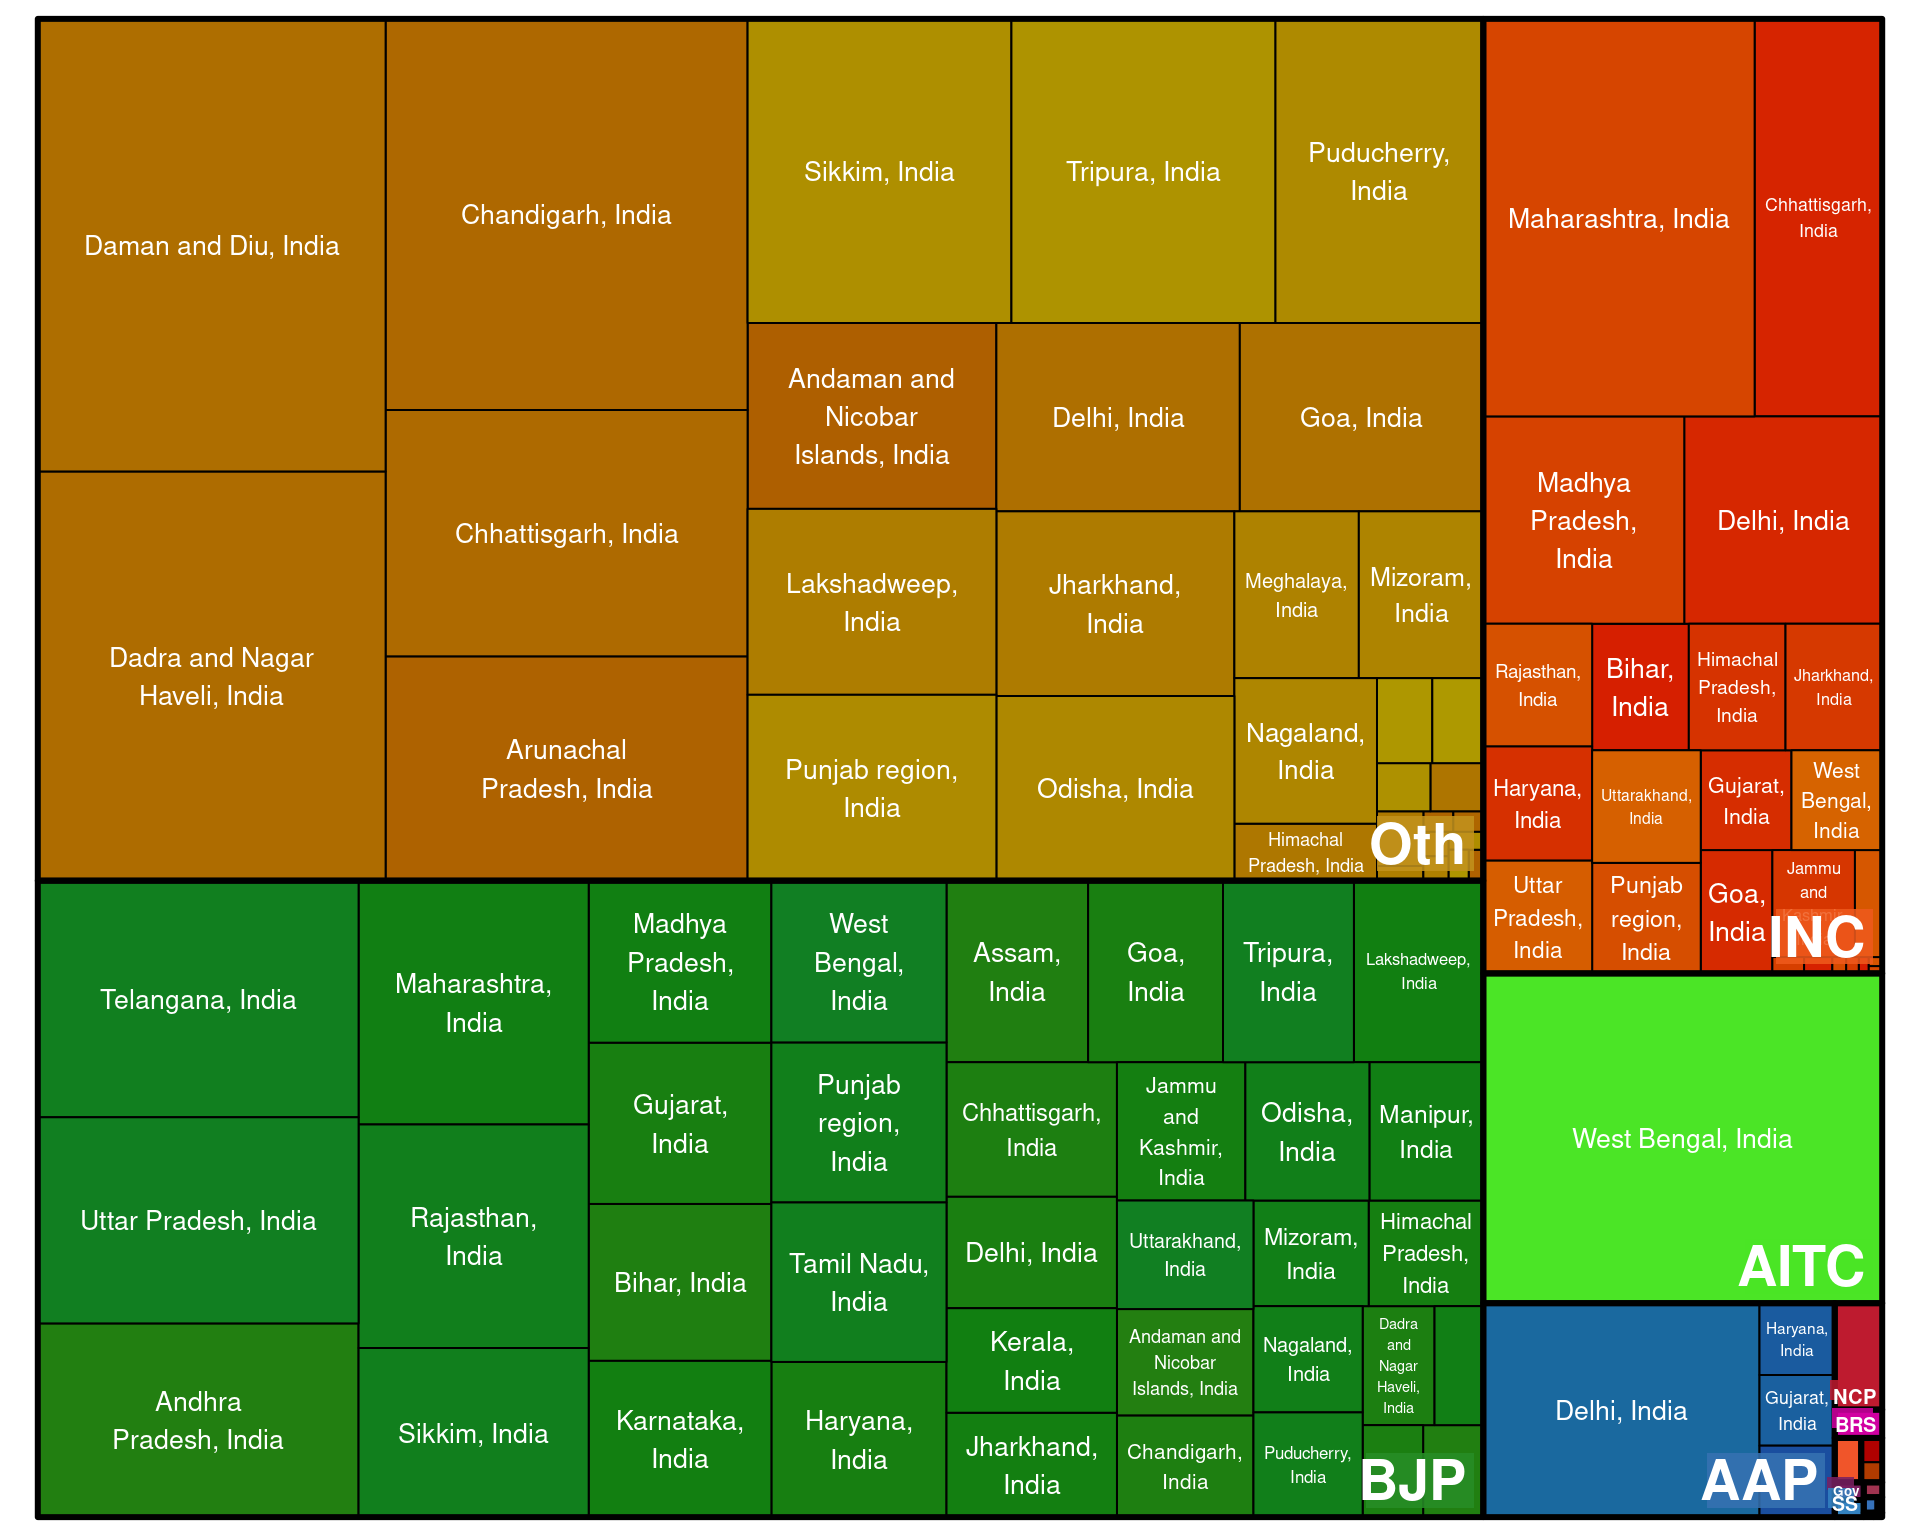 Daman and Diu, India
Dadra and Nagar
Haveli, India
Chandigarh, India
Chhattisgarh, India
Arunachal
Pradesh, India
Sikkim, India
Tripura, India
Puducherry,
India
Andaman and
Nicobar
Islands, India
Delhi, India
Goa, India
Lakshadweep,
India
Jharkhand,
India
Meghalaya,
India
Mizoram,
India
Punjab region,
India
Odisha, India
Nagaland,
India
Himachal
Pradesh, India
Oth
Telangana, India
Uttar Pradesh, India
Andhra
Pradesh, India
Maharashtra,
India
Rajasthan,
India
Sikkim, India
Madhya
Pradesh,
India
Gujarat,
India
Bihar, India
Karnataka,
India
West
Bengal,
India
Punjab
region,
India
Tamil Nadu,
India
Haryana,
India
Assam,
India
Goa,
India
Tripura,
India
Lakshadweep,
India
Chhattisgarh,
India
Jammu
and
Kashmir,
India
Odisha,
India
Manipur,
India
Delhi, India
Uttarakhand,
India
Mizoram,
India
Himachal
Pradesh,
India
Kerala,
India
Andaman and
Nicobar
Islands, India
Nagaland,
India
Dadra
and
Nagar
Haveli,
India
Jharkhand,
India
Chandigarh,
India
Puducherry,
India
BJP
Maharashtra, India
Chhattisgarh,
India
Madhya
Pradesh,
India
Delhi, India
Rajasthan,
India
Bihar,
India
Himachal
Pradesh,
India
Jharkhand,
India
Haryana,
India
Uttarakhand,
India
Gujarat,
India
West
Bengal,
India
Uttar
Pradesh,
India
Punjab
region,
India
Goa,
India
Jammu
and
Kashmir,
INC
West Bengal, India
AITC
Delhi, India
Haryana,
India
Gujarat,
India
AAP
NCP
BRS
Gov
SS